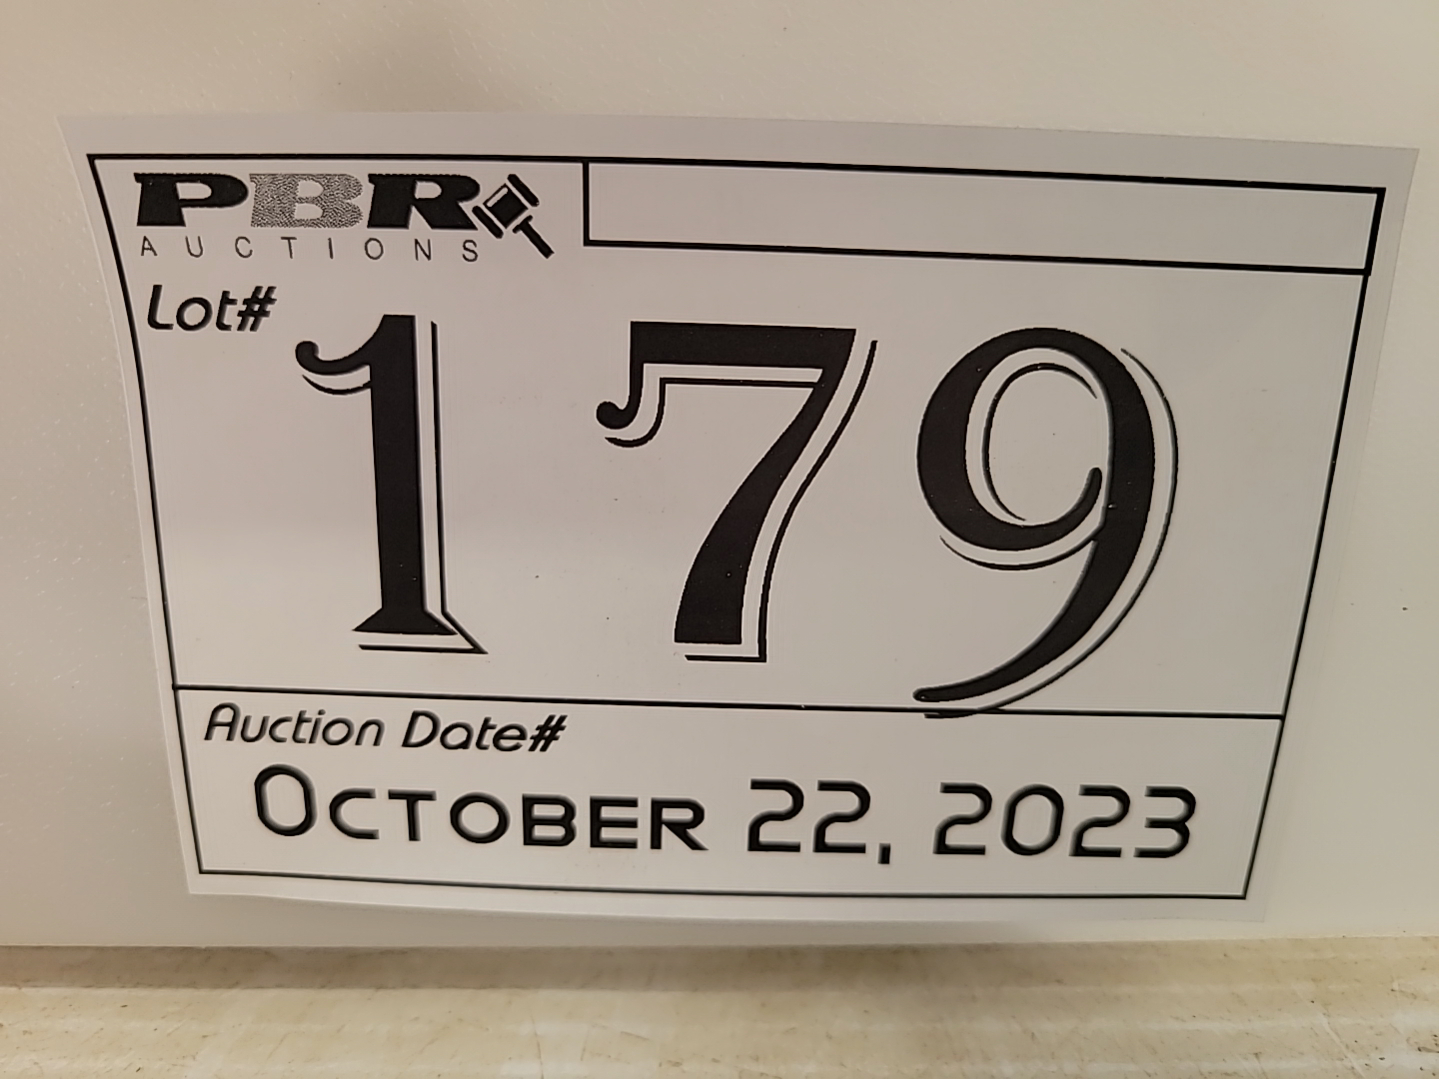 PBR
AUCTIONS
Lot#
179
Auction Date#
October 22, 2023